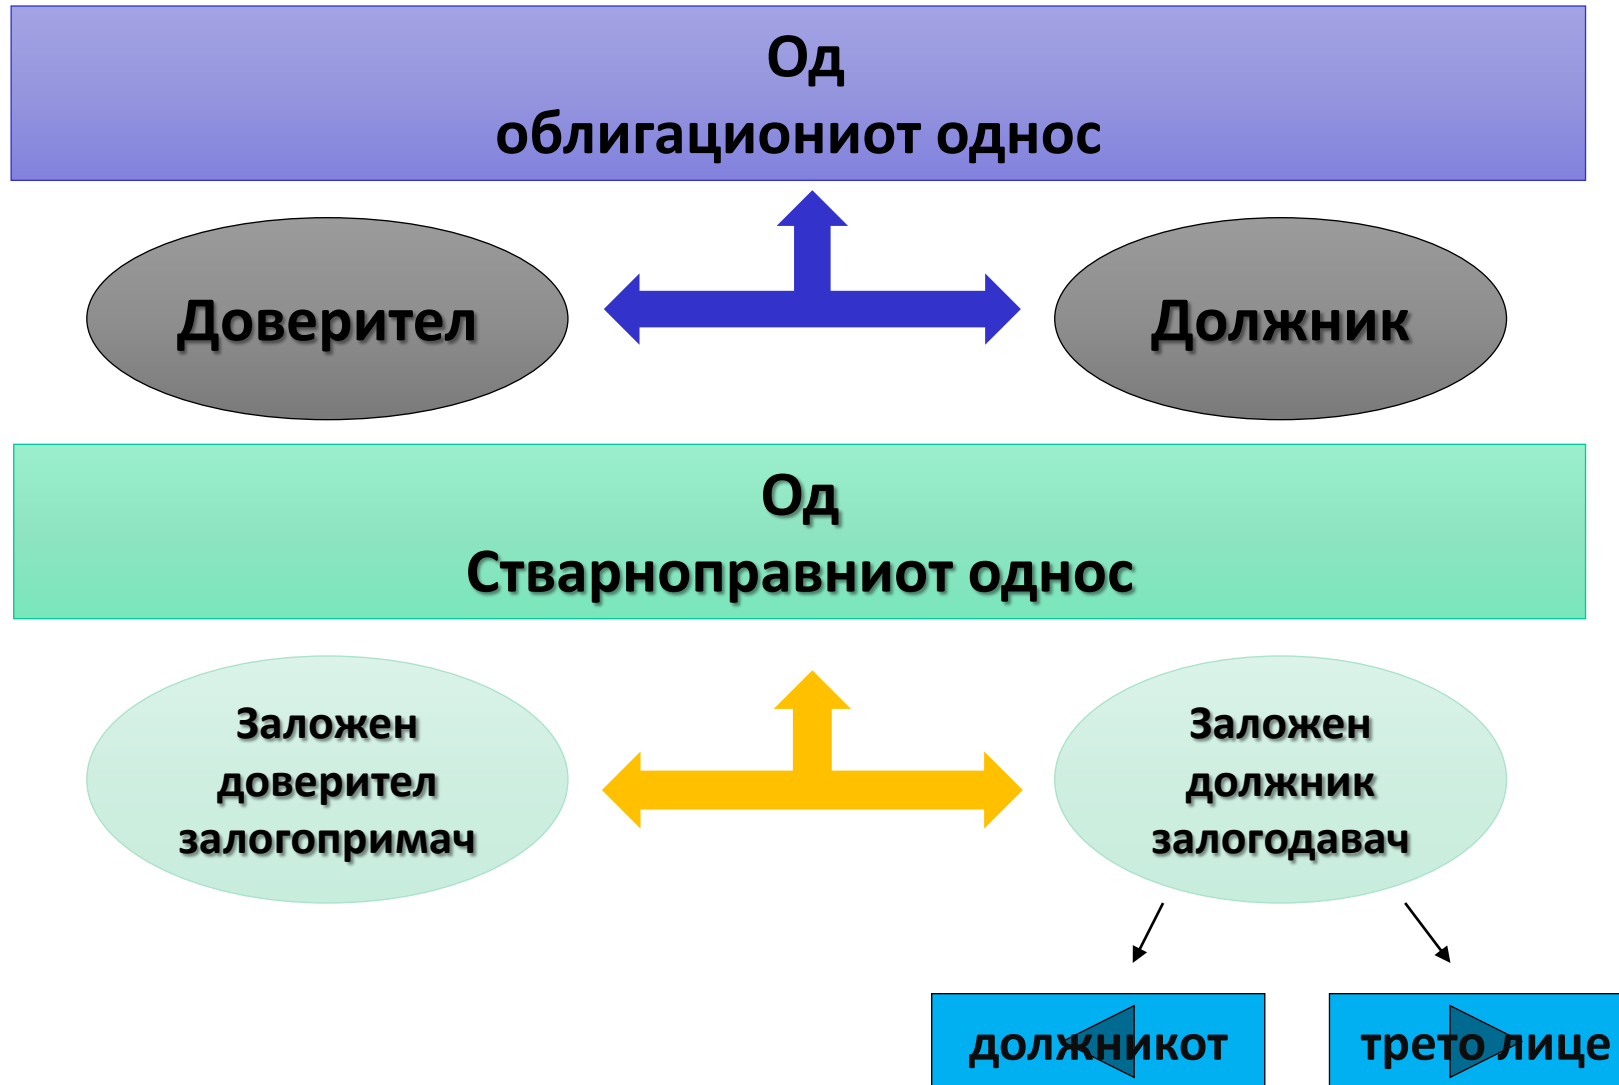 Од
облигациониот однос
Доверител
Должник
Од
Стварноправниот однос
Заложен
доверител
залогопримач
Заложен
должник
залогодавач
должникот
трето лице